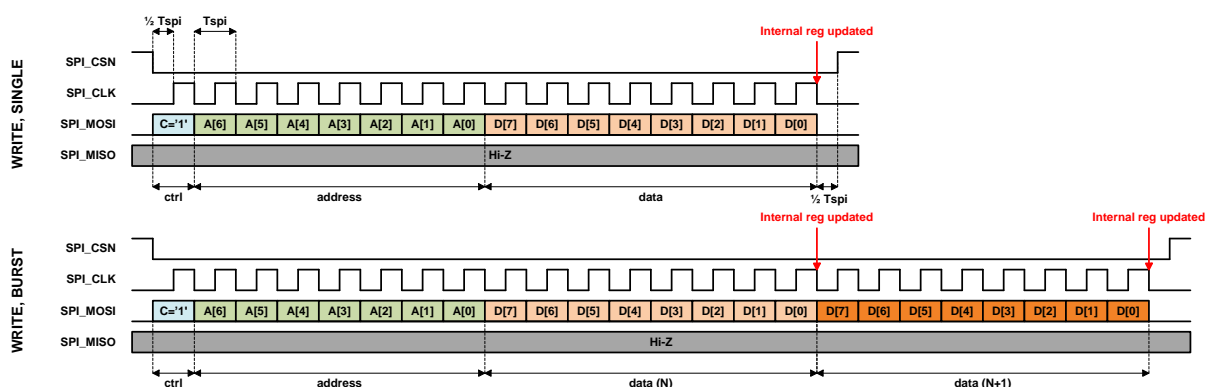 ½ Tspi Tspi
Internal reg updated
WRITE, SINGLE
SPI_CSN
SPI_CLK
SPI_MOSI C='1' A[6] A[5] A[4] A[3] A[2] A[1] A[0] D[7] D[6] D[5] D[4] D[3] D[2] D[1] D[0]
SPI_MISO Hi-Z
ctrl address data ½ Tspi
Internal reg updated Internal reg updated
WRITE, BURST
SPI_CSN
SPI_CLK
SPI_MOSI C='1' A[6] A[5] A[4] A[3] A[2] A[1] A[0] D[7] D[6] D[5] D[4] D[3] D[2] D[1] D[0] D[7] D[6] D[5] D[4] D[3] D[2] D[1] D[0]
SPI_MISO Hi-Z
ctrl address data (N) data (N+1)